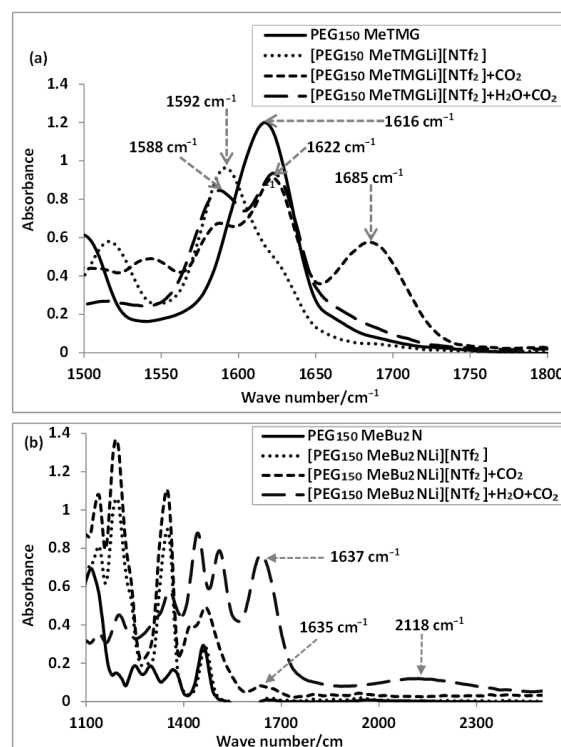 (a)
PEG₁₅₀ MeTMG
[PEG₁₅₀ MeTMGLi][NTf₂]
[PEG₁₅₀ MeTMGLi][NTf₂]+CO₂
[PEG₁₅₀ MeTMGLi][NTf₂]+H₂O+CO₂
1592 cm⁻¹
1588 cm⁻¹
1616 cm⁻¹
1622 cm⁻¹
1685 cm⁻¹
Absorbance
1.4
1.2
1
0.8
0.6
0.4
0.2
0
1500 1550 1600 1650 1700 1750 1800
Wave number/cm⁻¹
(b)
PEG₁₅₀ MeBu₂N
[PEG₁₅₀ MeBu₂NLi][NTf₂]
[PEG₁₅₀ MeBu₂NLi][NTf₂]+CO₂
[PEG₁₅₀ MeBu₂NLi][NTf₂]+H₂O+CO₂
1637 cm⁻¹
1635 cm⁻¹
2118 cm⁻¹
Absorbance
1.4
1.2
1
0.8
0.6
0.4
0.2
0
1100 1400 1700 2000 2300
Wave number/cm